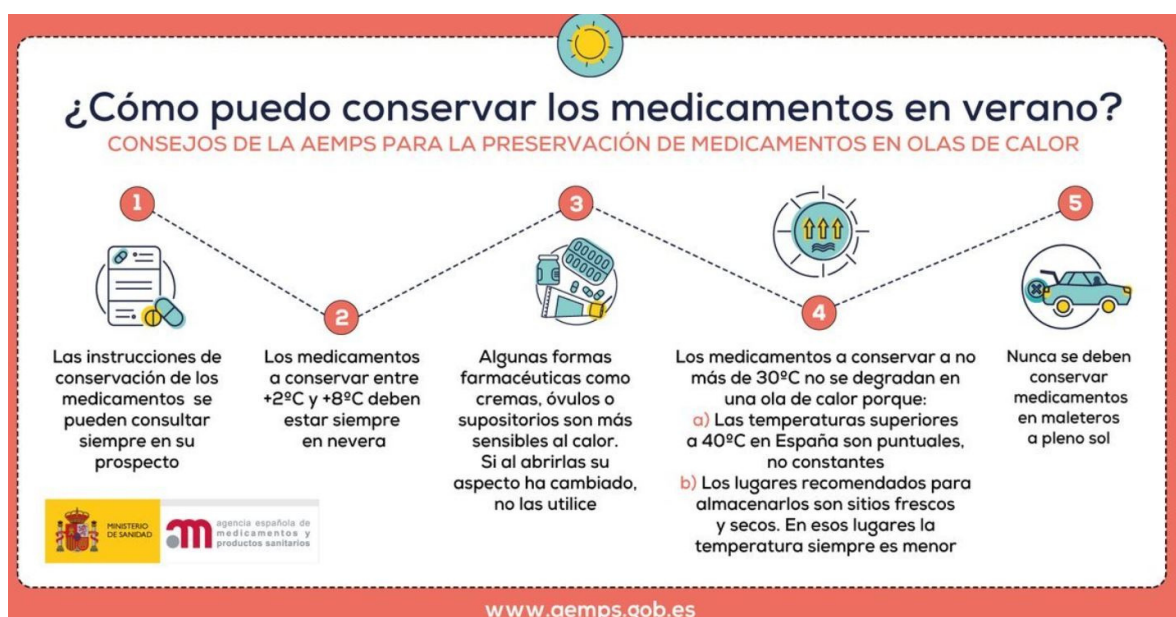 ¿Cómo puedo conservar los medicamentos en verano?
CONSEJOS DE LA AEMPS PARA LA PRESERVACIÓN DE MEDICAMENTOS EN OLAS DE CALOR
1
Las instrucciones de
conservación de los
medicamentos se
pueden consultar
siempre en su
prospecto
2
Los medicamentos
a conservar entre
+2ºC y +8ºC deben
estar siempre
en nevera
3
Algunas formas
farmacéuticas como
cremas, óvulos o
supositorios son más
sensibles al calor.
Si al abrirlas su
aspecto ha cambiado,
no las utilice
4
Los medicamentos a conservar a no
más de 30ºC no se degradan en
una ola de calor porque:
a) Las temperaturas superiores
a 40ºC en España son puntuales,
no constantes
b) Los lugares recomendados para
almacenarlos son sitios frescos
y secos. En esos lugares la
temperatura siempre es menor
5
Nunca se deben
conservar
medicamentos
en maleteros
a pleno sol
MINISTERIO
DE SANIDAD
am
agencia española de
medicamentos y
productos sanitarios
www.aemps.gob.es